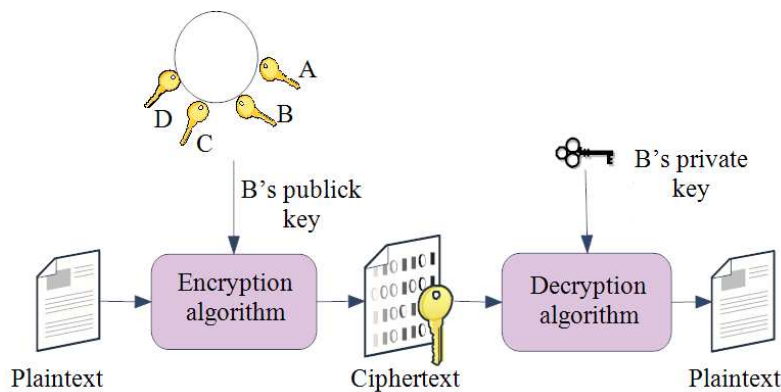 A
B
C
D
B's publick
key
B's private
key
Encryption
algorithm
Decryption
algorithm
Plaintext
Ciphertext
Plaintext